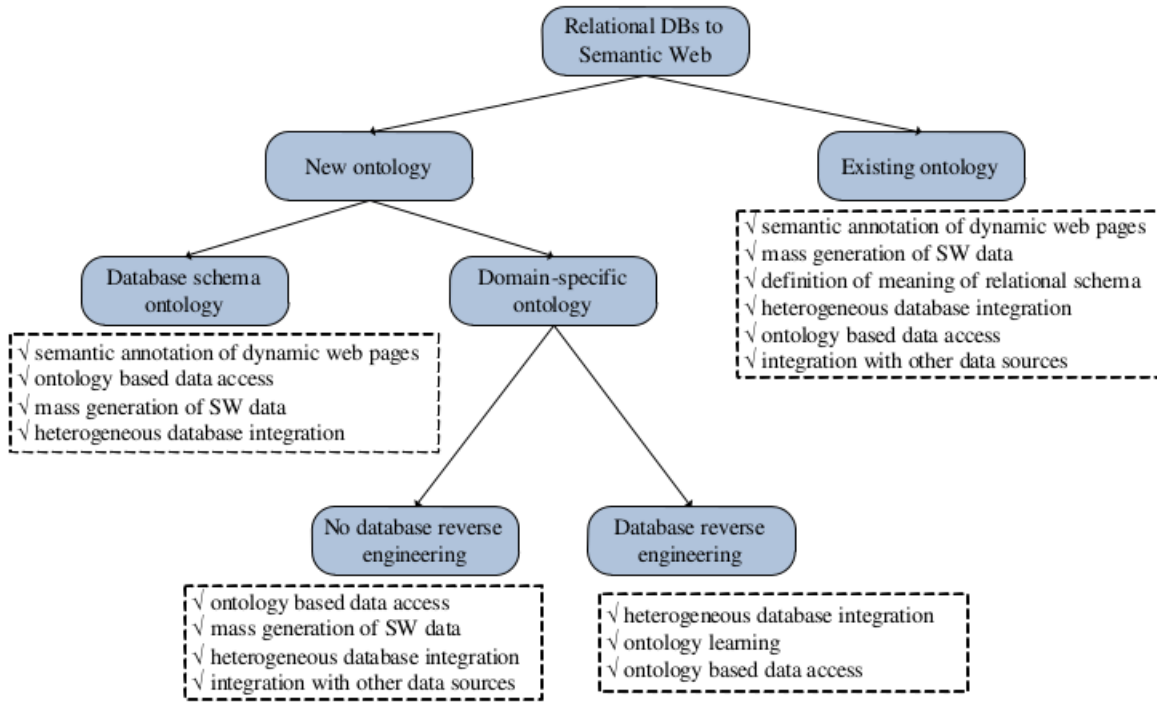 Relational DBs to
Semantic Web
New ontology
Existing ontology
√ semantic annotation of dynamic web pages
√ mass generation of SW data
√ definition of meaning of relational schema
√ heterogeneous database integration
√ ontology based data access
√ integration with other data sources
Database schema
ontology
Domain-specific
ontology
√ semantic annotation of dynamic web pages
√ ontology based data access
√ mass generation of SW data
√ heterogeneous database integration
No database reverse
engineering
Database reverse
engineering
√ ontology based data access
√ mass generation of SW data
√ heterogeneous database integration
√ integration with other data sources
√ heterogeneous database integration
√ ontology learning
√ ontology based data access